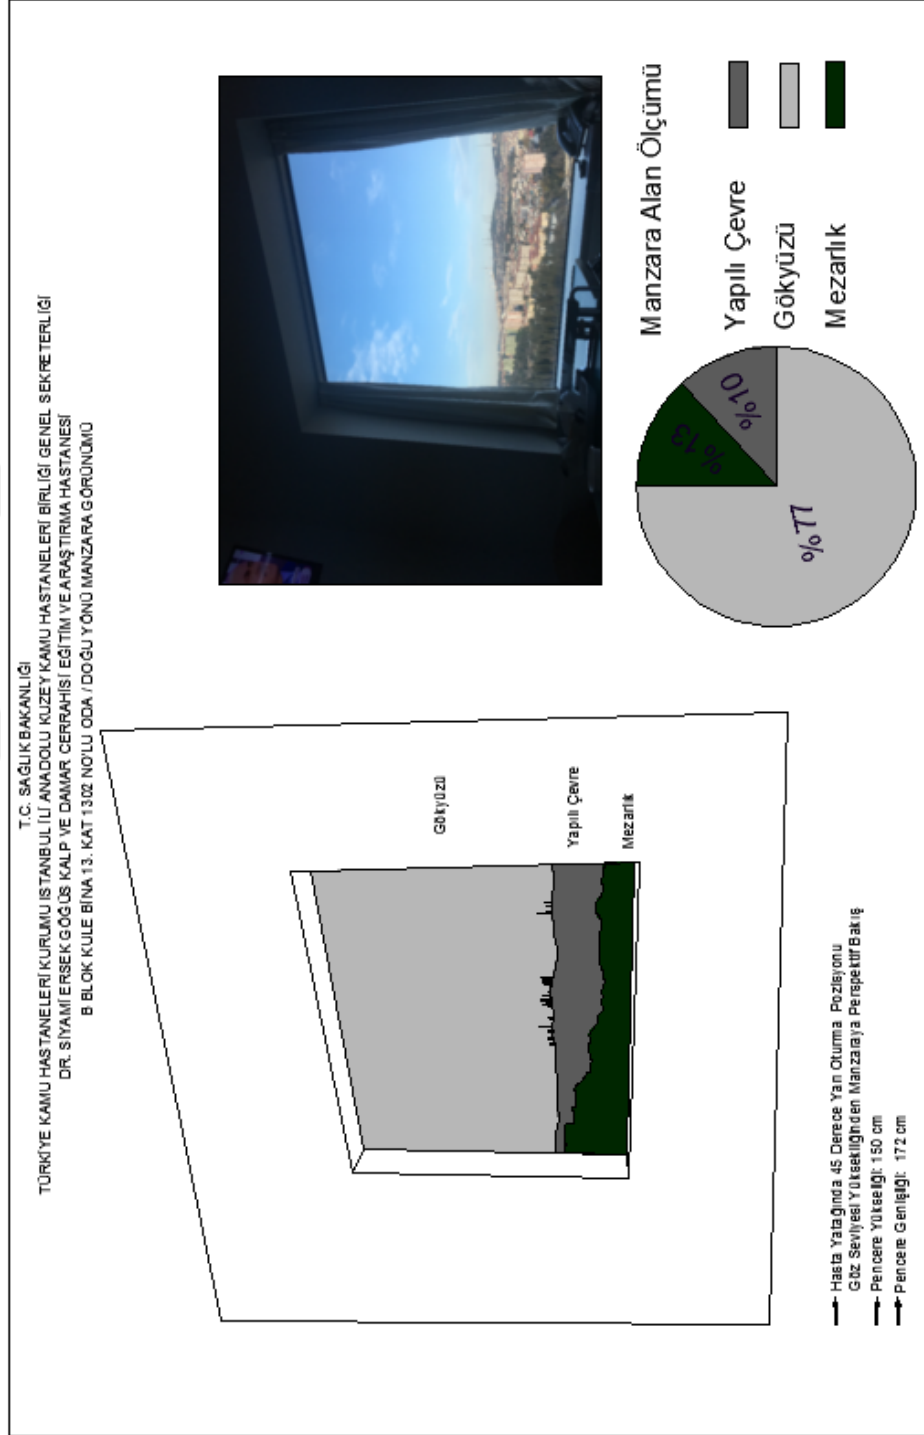 T.C. SAĞLIK BAKANLIĞI
TÜRKİYE KAMU HASTANELERİ KURUMU İSTANBUL İLİ ANADOLU KUZEY KAMU HASTANELERİ BİRLİĞİ GENEL SEKRETERLİĞİ
DR. SİYAMİ ERSEK GÖĞÜS KALP VE DAMAR CERRAHİSİ EĞİTİM VE ARAŞTIRMA HASTANESİ
B BLOK KULE BİNA 13. KAT 1302 NO'LU ODA / DOĞU YÖNÜ MANZARA GÖRÜNÜMÜ
Gökyüzü
Yapılı Çevre
Mezarlık
Hasta Yatağında 45 Derece Yan Oturma Pozisyonu
Göz Seviyesi Yüksekliğinden Manzaraya Perspektif Bakış
Pencere Yüksekliği: 150 cm
Pencere Genişliği: 172 cm
Manzara Alan Ölçümü
Yapılı Çevre
Gökyüzü
Mezarlık
%13
%10
%77